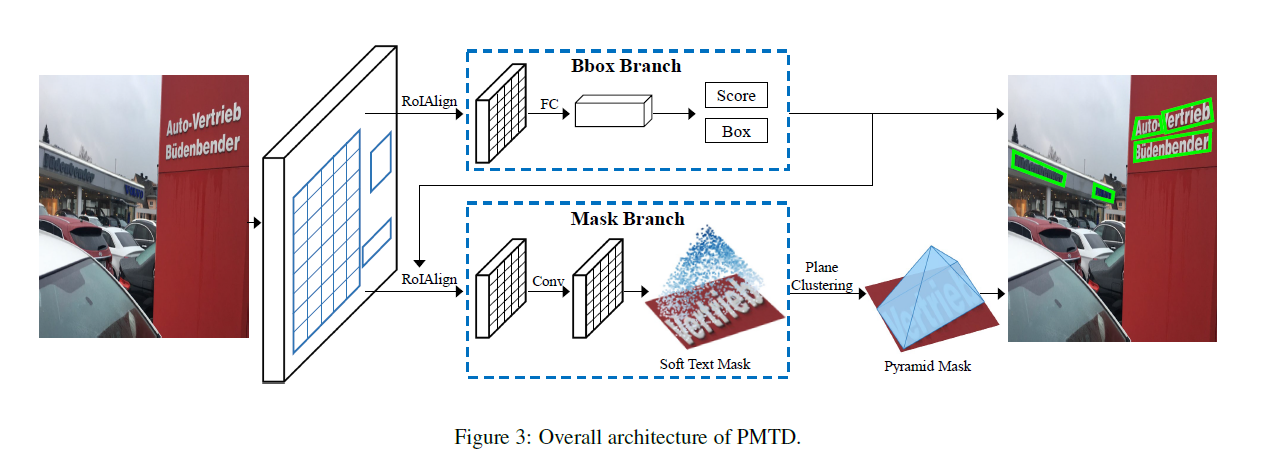 Auto-Vertrieb
Büdenbender
Büdenbender
Bbox Branch
RoIAlign
FC
Score
Box
Mask Branch
RoIAlign
Conv
Vertrieb
Soft Text Mask
Plane
Clustering
Vertrieb
Pyramid Mask
Auto-Vertrieb
Büdenbender
Figure 3: Overall architecture of PMTD.